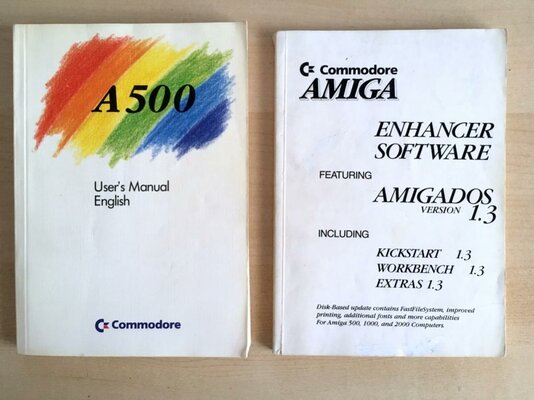 A500
User's Manual
English
Commodore
Commodore
AMIGA
ENHANCER
SOFTWARE
FEATURING
AMIGADOS
VERSION 1.3
INCLUDING
KICKSTART 1.3
WORKBENCH 1.3
EXTRAS 1.3
Disk-Based update contains FastFileSystem, improved
printing, additional fonts and more capabilities
For Amiga 500, 1000, and 2000 Computers.